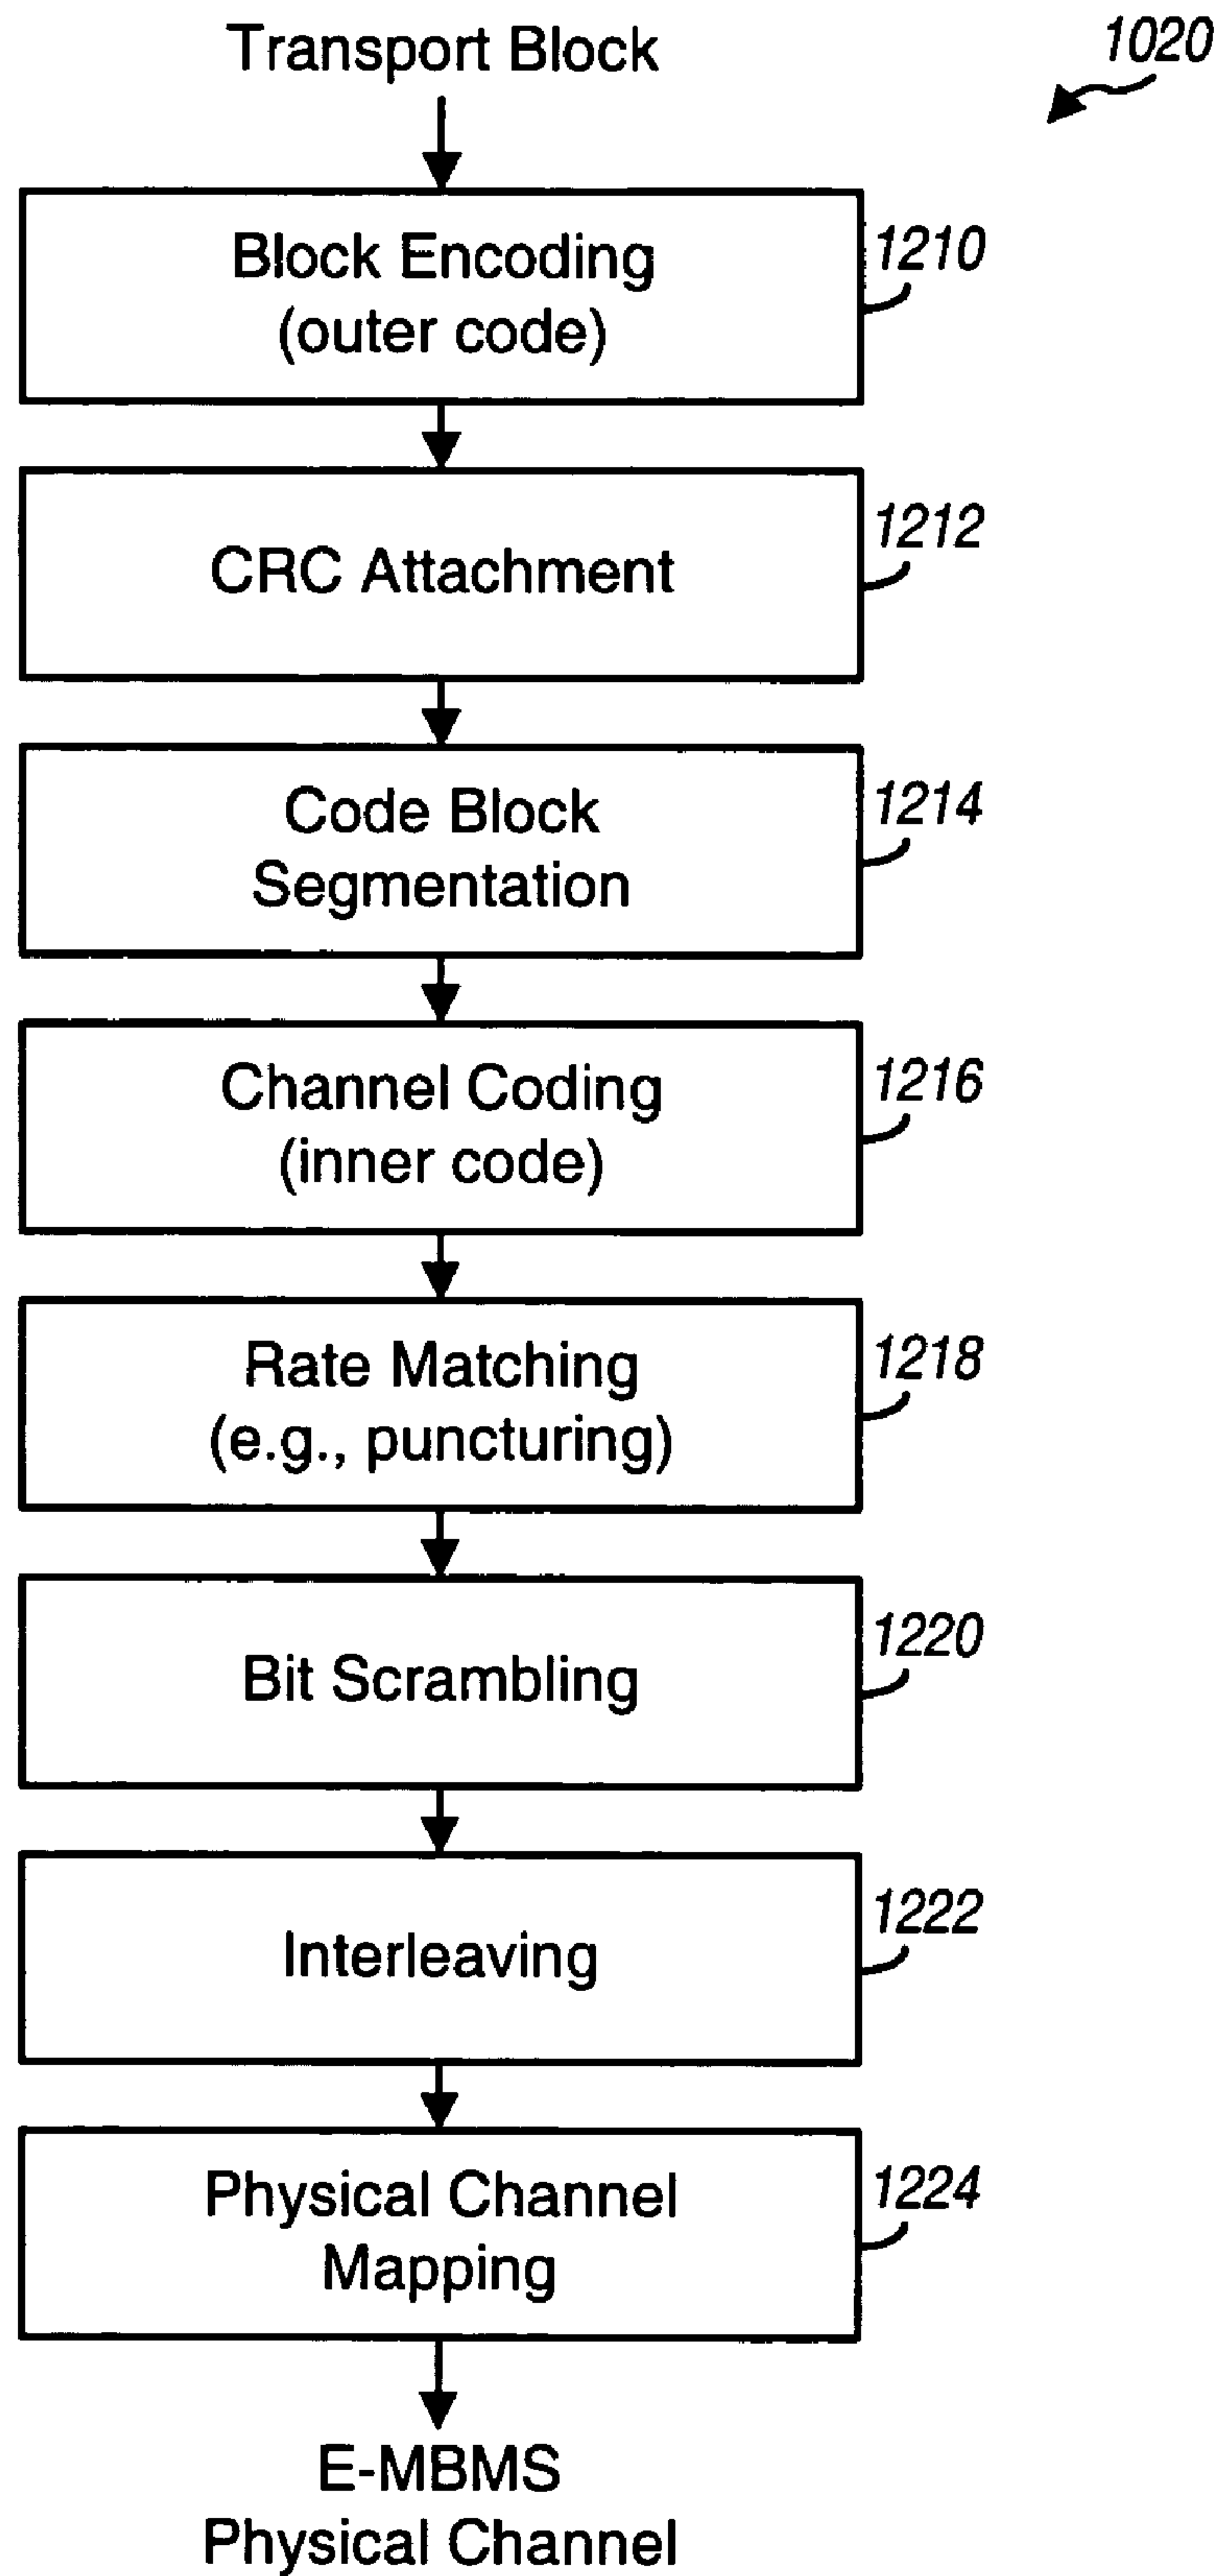 Transport Block
1020
Block Encoding
(outer code)
1210
CRC Attachment
1212
Code Block
Segmentation
1214
Channel Coding
(inner code)
1216
Rate Matching
(e.g., puncturing)
1218
Bit Scrambling
1220
Interleaving
1222
Physical Channel
Mapping
1224
E-MBMS
Physical Channel